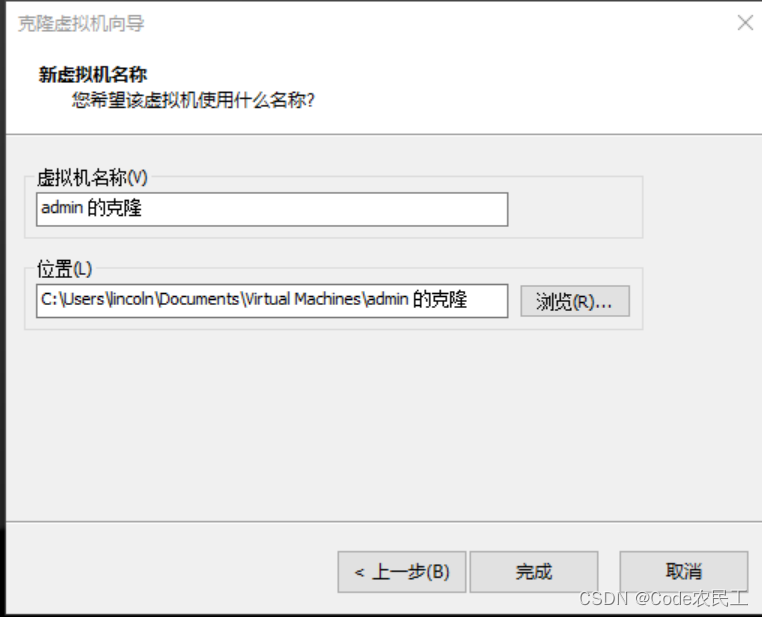 克隆虚拟机向导
新虚拟机名称
您希望该虚拟机使用什么名称?
虚拟机名称(V)
admin 的克隆
位置(L)
C:\Users\lincoln\Documents\Virtual Machines\admin 的克隆
浏览(R)...
< 上一步(B)
完成
取消
CSDN @Code农民工